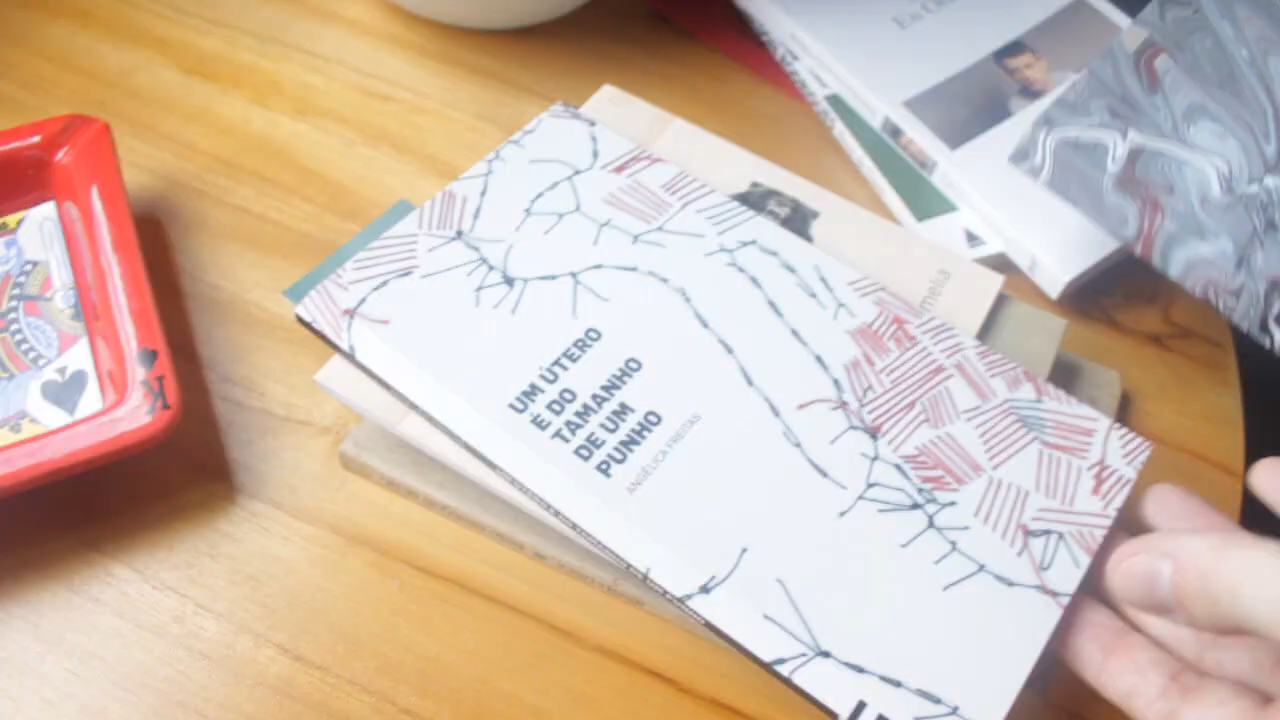 UM ÚTERO
É DO
TAMANHO
DE UM
PUNHO
ANGÉLICA FREITAS
K